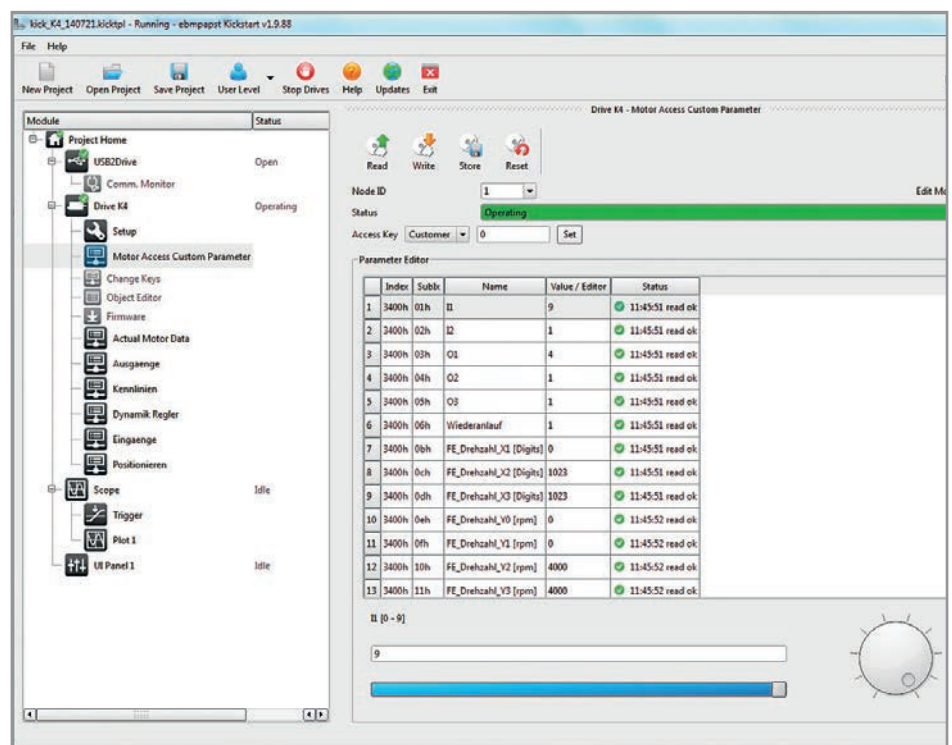 kick_K4_140721.kicktpl - Running - ebmpapst Kickstart v1.9.88
File Help
New Project Open Project Save Project User Level Stop Drives Help Updates Exit
Module Status
Project Home
USB2Drive Open
Comm. Monitor
Drive K4 Operating
Setup
Motor Access Custom Parameter
Change Keys
Object Editor
Firmware
Actual Motor Data
Ausgaenge
Kennlinien
Dynamik Regler
Eingaenge
Positionieren
Scope Idle
Trigger
Plot 1
UI Panel 1 Idle
Drive K4 - Motor Access Custom Parameter
Read Write Store Reset
Node ID 1 Edit Mo
Status Operating
Access Key Customer 0 Set
Parameter Editor
Index SubIx Name Value / Editor Status
1 3400h 01h I1 9 11:45:51 read ok
2 3400h 02h I2 1 11:45:51 read ok
3 3400h 03h O1 4 11:45:51 read ok
4 3400h 04h O2 1 11:45:51 read ok
5 3400h 05h O3 1 11:45:51 read ok
6 3400h 06h Wiederanlauf 1 11:45:51 read ok
7 3400h 0bh FE_Drehzahl_X1 [Digits] 0 11:45:51 read ok
8 3400h 0ch FE_Drehzahl_X2 [Digits] 1023 11:45:51 read ok
9 3400h 0dh FE_Drehzahl_X3 [Digits] 1023 11:45:51 read ok
10 3400h 0eh FE_Drehzahl_Y0 [rpm] 0 11:45:52 read ok
11 3400h 0fh FE_Drehzahl_Y1 [rpm] 0 11:45:52 read ok
12 3400h 10h FE_Drehzahl_Y2 [rpm] 4000 11:45:52 read ok
13 3400h 11h FE_Drehzahl_Y3 [rpm] 4000 11:45:52 read ok
I1 [0 - 9]
9